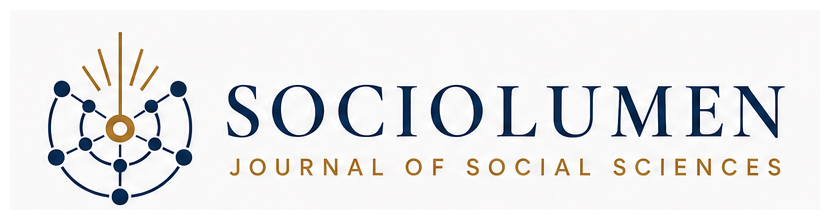 SOCIOLUMEN
JOURNAL OF SOCIAL SCIENCES